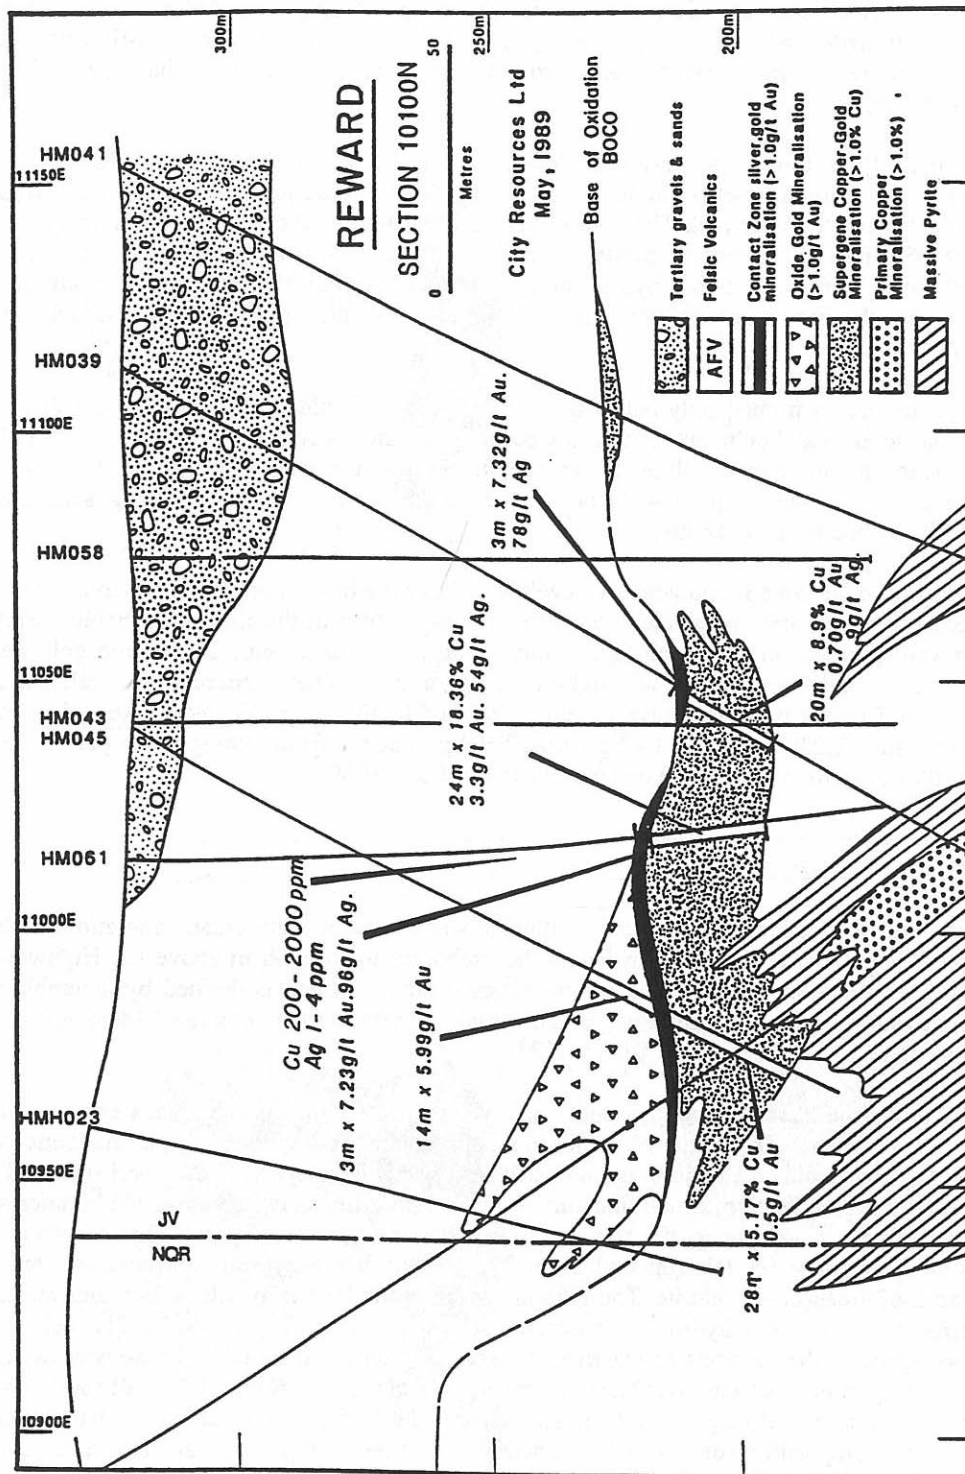 300m
250m
200m
HM041
11150E
HM039
11100E
HM058
11050E
HM043
HM045
HM061
11000E
HMH023
10950E
JV
NQR
10900E
REWARD
SECTION 10100N
0
50
Metres
City Resources Ltd
May, 1989
Base of Oxidation
BOCO
Tertiary gravels & sands
AFV
Felsic Volcanics
Contact Zone silver, gold
mineralisation (>1.0g/t Au)
Oxide Gold Mineralisation
(>1.0g/t Au)
Supergene Copper-Gold
Mineralisation (>1.0% Cu)
Primary Copper
Mineralisation (>1.0%)
Massive Pyrite
3m x 7.32g/t Au.
78g/t Ag
24m x 18.36% Cu
3.3g/t Au. 54g/t Ag.
20m x 8.9% Cu
0.70g/t Au
9g/t Ag.
Cu 200-2000ppm
Ag 1-4 ppm
3m x 7.23g/t Au.96g/t Ag.
14m x 5.99g/t Au
28m x 5.17% Cu
0.5g/t Au